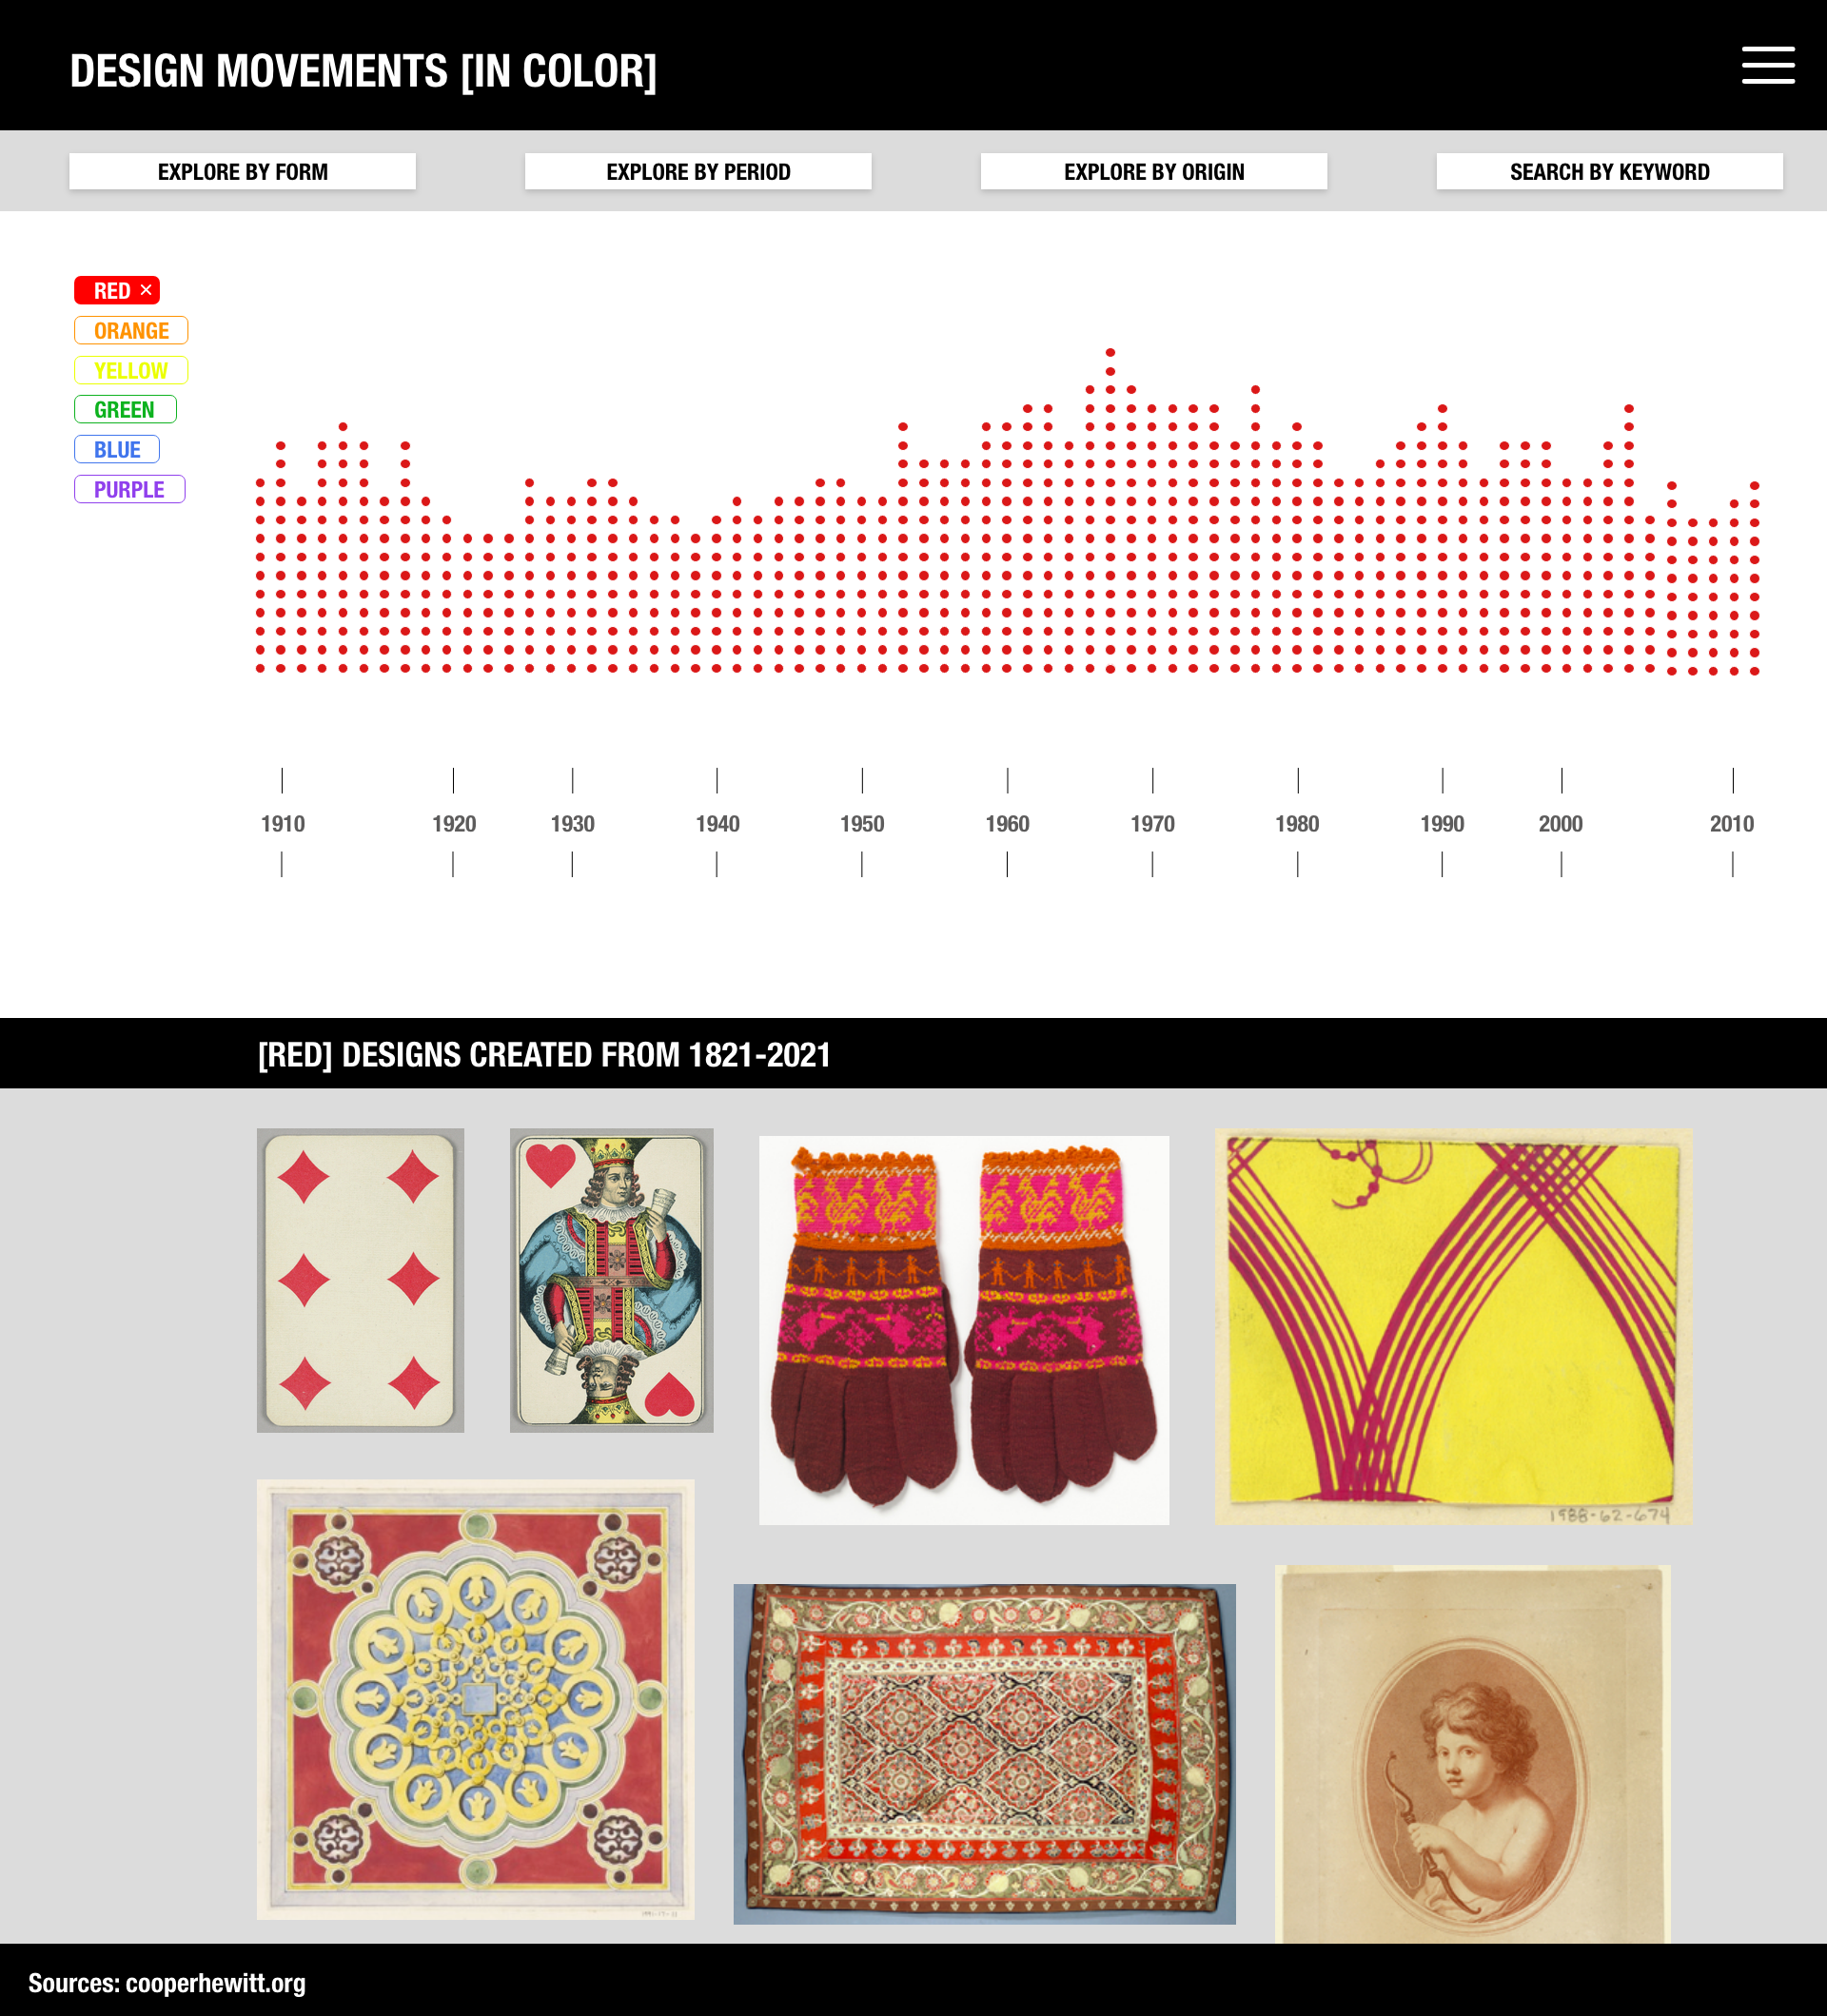 DESIGN MOVEMENTS [IN COLOR]
EXPLORE BY FORM
EXPLORE BY PERIOD
EXPLORE BY ORIGIN
SEARCH BY KEYWORD
RED ×
ORANGE
YELLOW
GREEN
BLUE
PURPLE
1910 1920 1930 1940 1950 1960 1970 1980 1990 2000 2010
[RED] DESIGNS CREATED FROM 1821-2021
1988-62-674
Sources: cooperhewitt.org